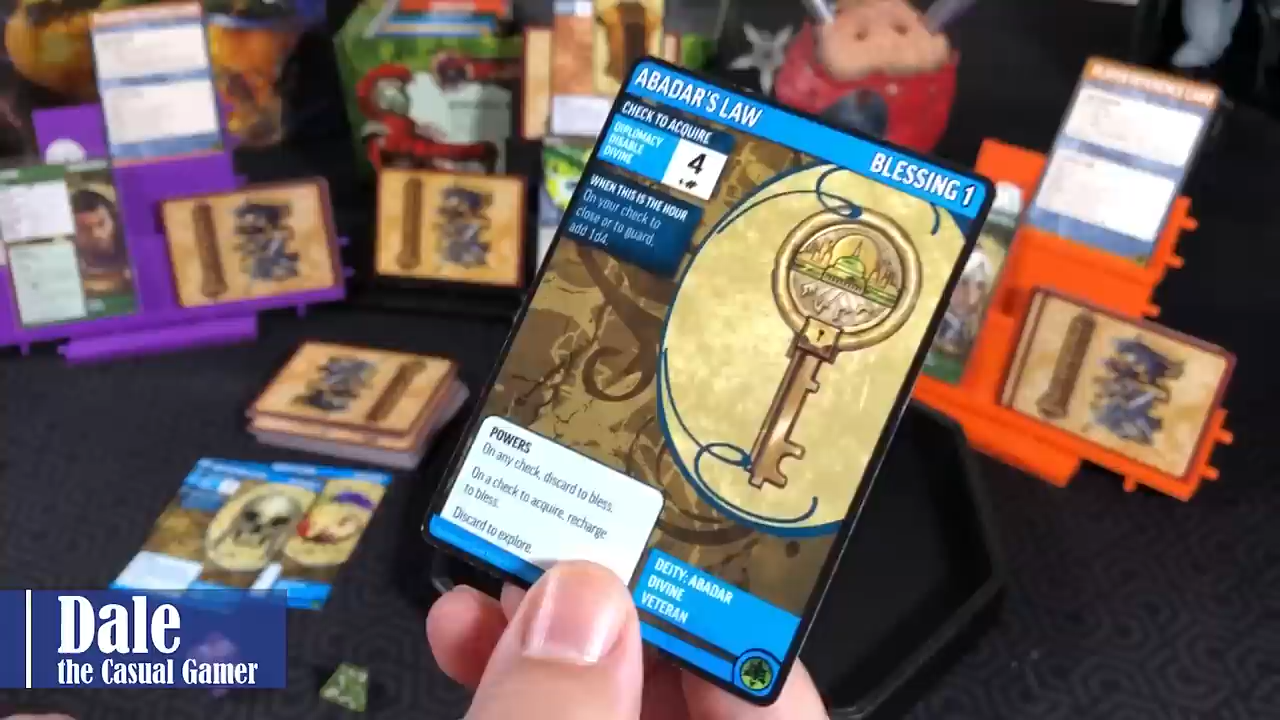 ABADAR'S LAW
BLESSING 1
CHECK TO ACQUIRE
DIPLOMACY
DISABLE
DIVINE
4
+#
WHEN THIS IS THE HOUR
On your check to
close or to guard,
add 1d4.
POWERS
On any check, discard to bless.
On a check to acquire, recharge
to bless.
Discard to explore.
DEITY: ABADAR
DIVINE
VETERAN
Dale
the Casual Gamer